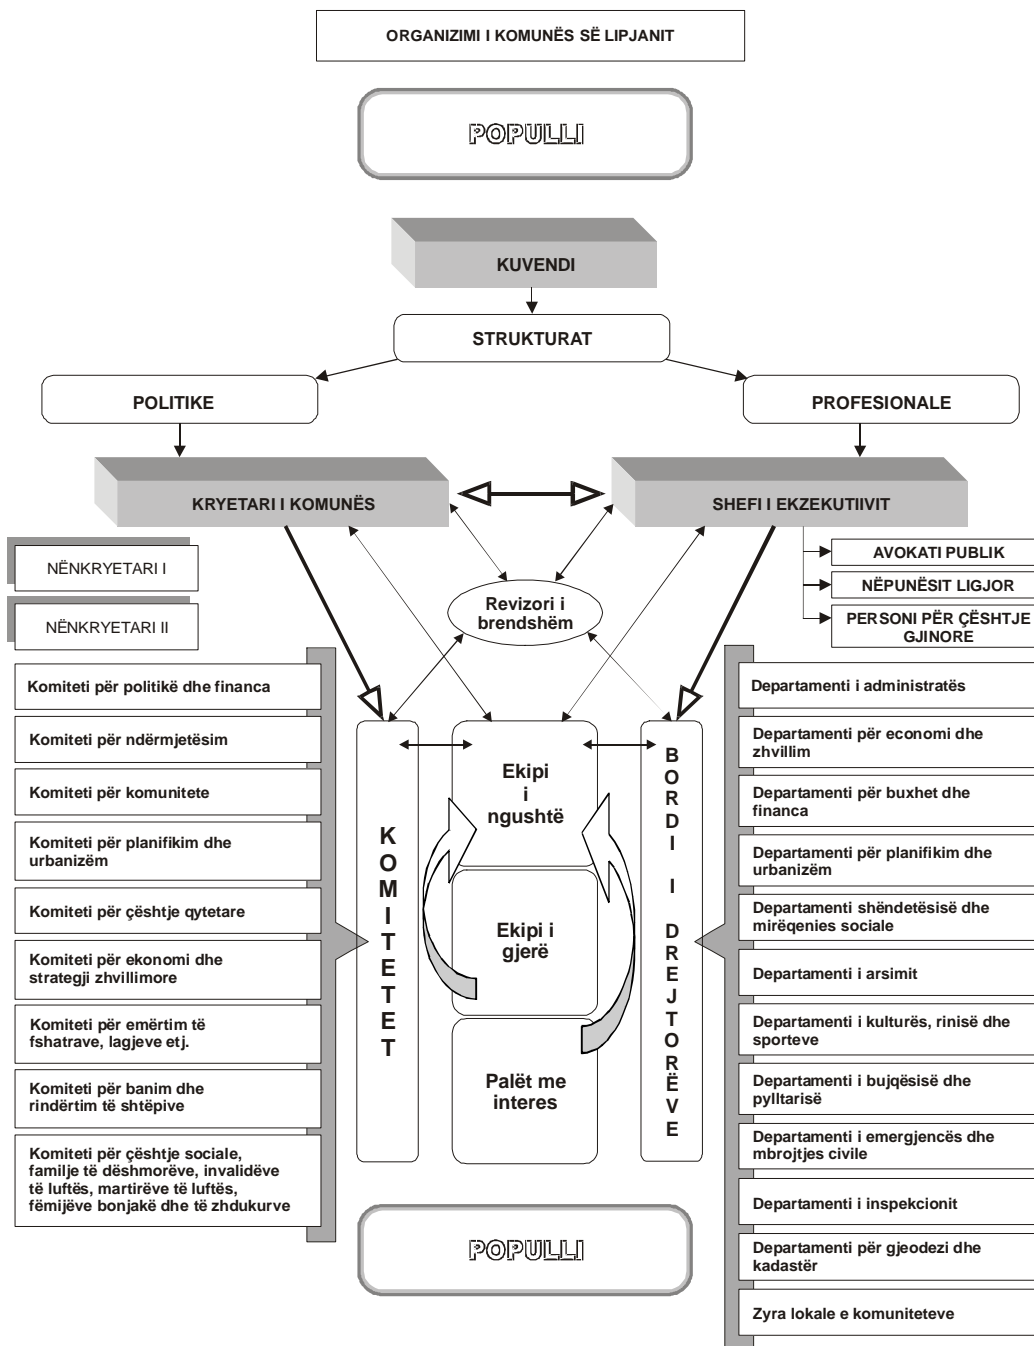 ORGANIZIMI I KOMUNËS SË LIPJANIT
POPULLI
KUVENDI
STRUKTURAT
POLITIKE
PROFESIONALE
KRYETARI I KOMUNËS
SHEFI I EKZEKUTIIVIT
NËNKRYETARI I
NËNKRYETARI II
AVOKATI PUBLIK
NËPUNËSIT LIGJOR
PERSONI PËR ÇËSHTJE
GJINORE
Revizori i
brendshëm
Komiteti për politikë dhe financa
Komiteti për ndërmjetësim
Komiteti për komunitete
Komiteti për planifikim dhe
urbanizëm
Komiteti për çështje qytetare
Komiteti për ekonomi dhe
strategji zhvillimore
Komiteti për emërtim të
fshatrave, lagjeve etj.
Komiteti për banim dhe
rindërtim të shtëpive
Komiteti për çështje sociale,
familje të dëshmorëve, invalidëve
të luftës, martirëve të luftës,
fëmijëve bonjakë dhe të zhdukurve
KOMITETET
Ekipi
i
ngushtë
Ekipi i
gjerë
Palët me
interes
BORDI I DREJTORËVE
Departamenti i administratës
Departamenti për economi dhe
zhvillim
Departamenti për buxhet dhe
financa
Departamenti për planifikim dhe
urbanizëm
Departamenti shëndetësisë dhe
mirëqenies sociale
Departamenti i arsimit
Departamenti i kulturës, rinisë dhe
sporteve
Departamenti i bujqësisë dhe
pylltarisë
Departamenti i emergjencës dhe
mbrojtjes civile
Departamenti i inspekcionit
Departamenti për gjeodezi dhe
kadastër
Zyra lokale e komuniteteve
POPULLI